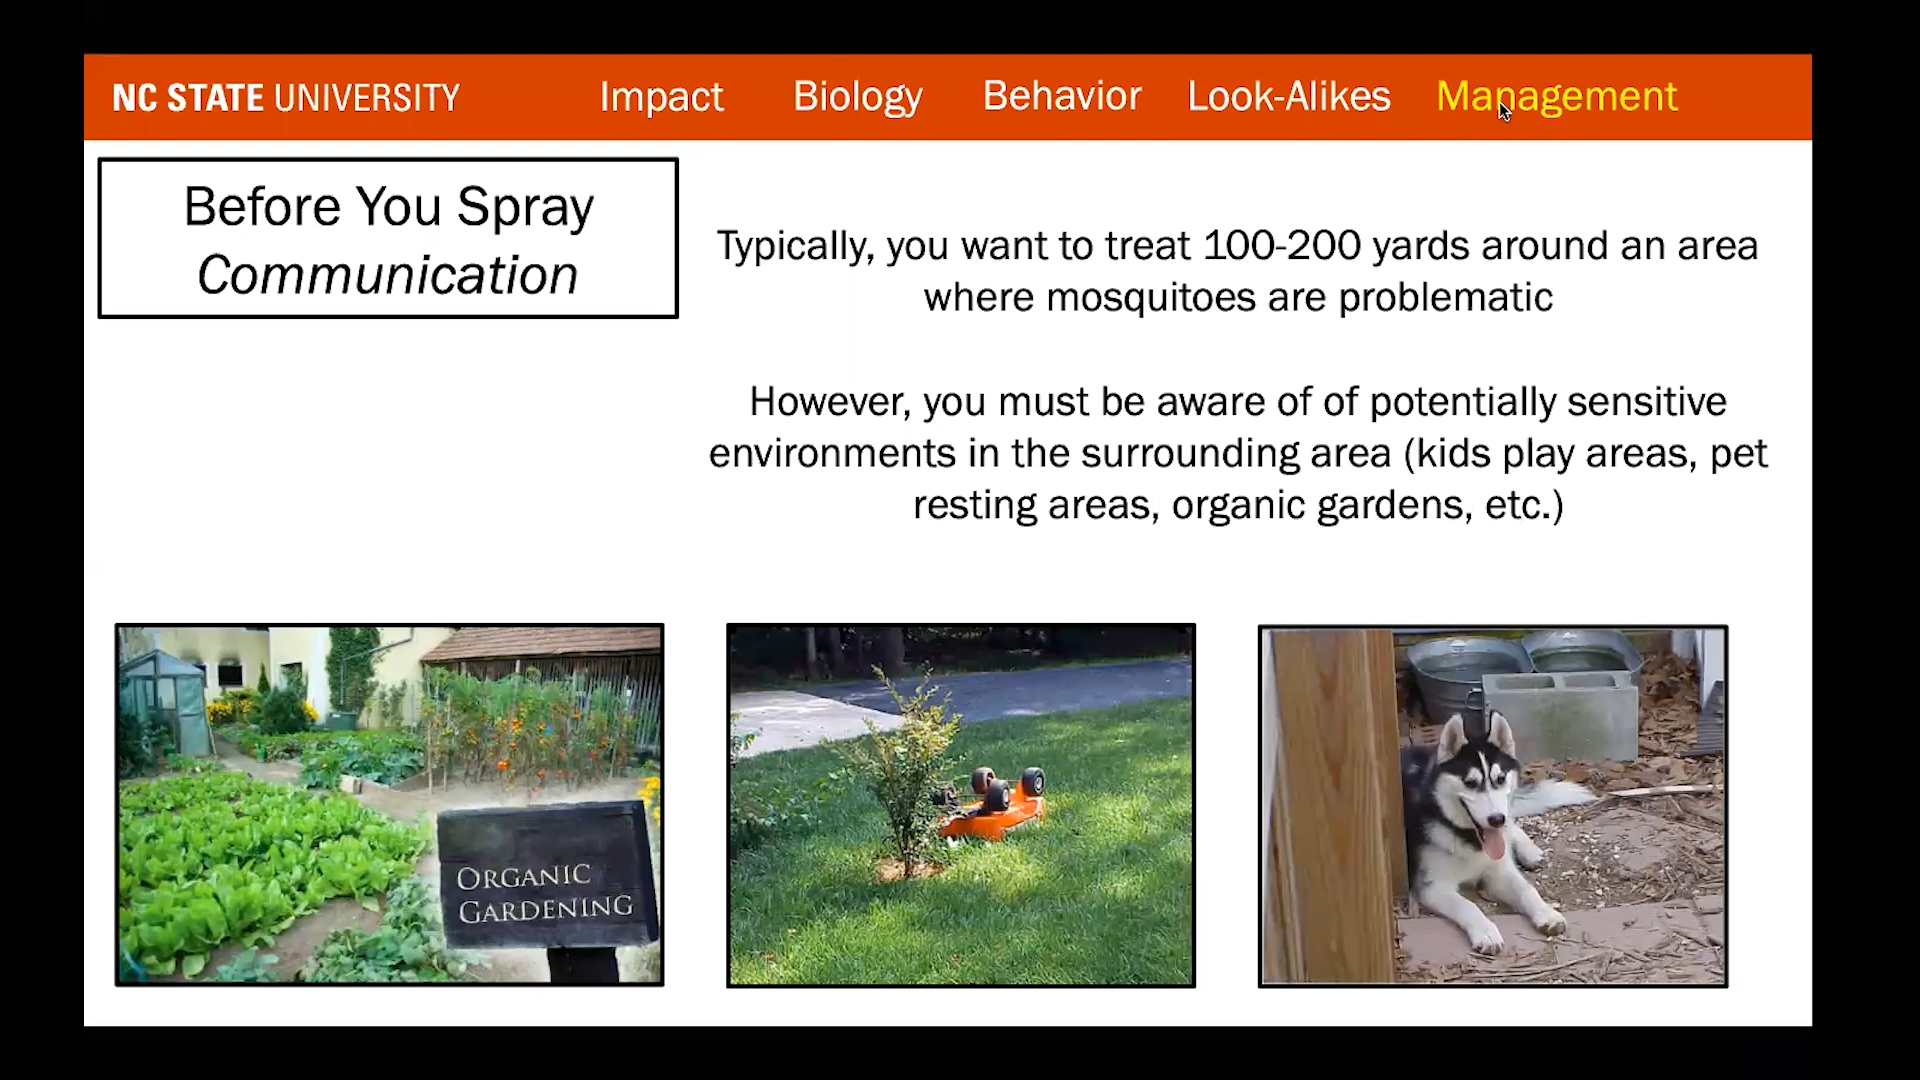 NC STATE UNIVERSITY
Impact
Biology
Behavior
Look-Alikes
Management
Before You Spray
Communication
Typically, you want to treat 100-200 yards around an area
where mosquitoes are problematic
However, you must be aware of of potentially sensitive
environments in the surrounding area (kids play areas, pet
resting areas, organic gardens, etc.)
ORGANIC
GARDENING